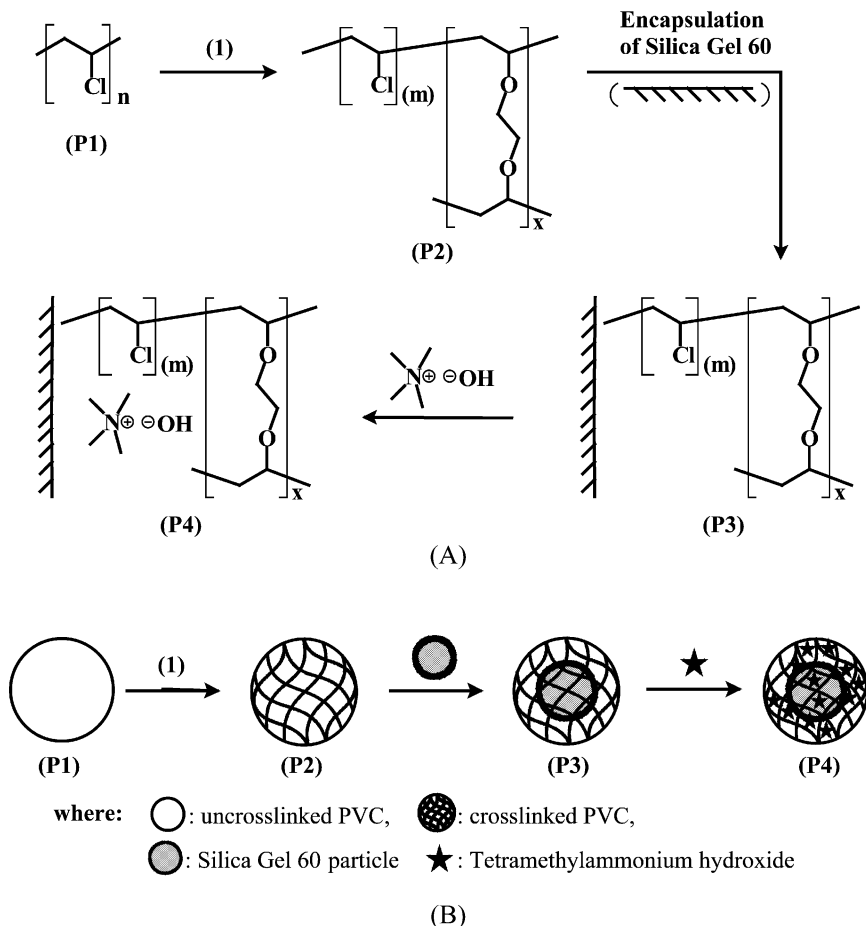 (1)
Encapsulation
of Silica Gel 60
( )
Cl
n
(P1)
Cl
(m)
O
O
x
(P2)
Cl
(m)
O
N⊕ ⊖OH
O
x
(P4)
N⊕ ⊖OH
Cl
(m)
O
O
x
(P3)
(A)
(1)
(P1)
(P2)
(P3)
(P4)
where:
: uncrosslinked PVC,
: crosslinked PVC,
: Silica Gel 60 particle
: Tetramethylammonium hydroxide
(B)